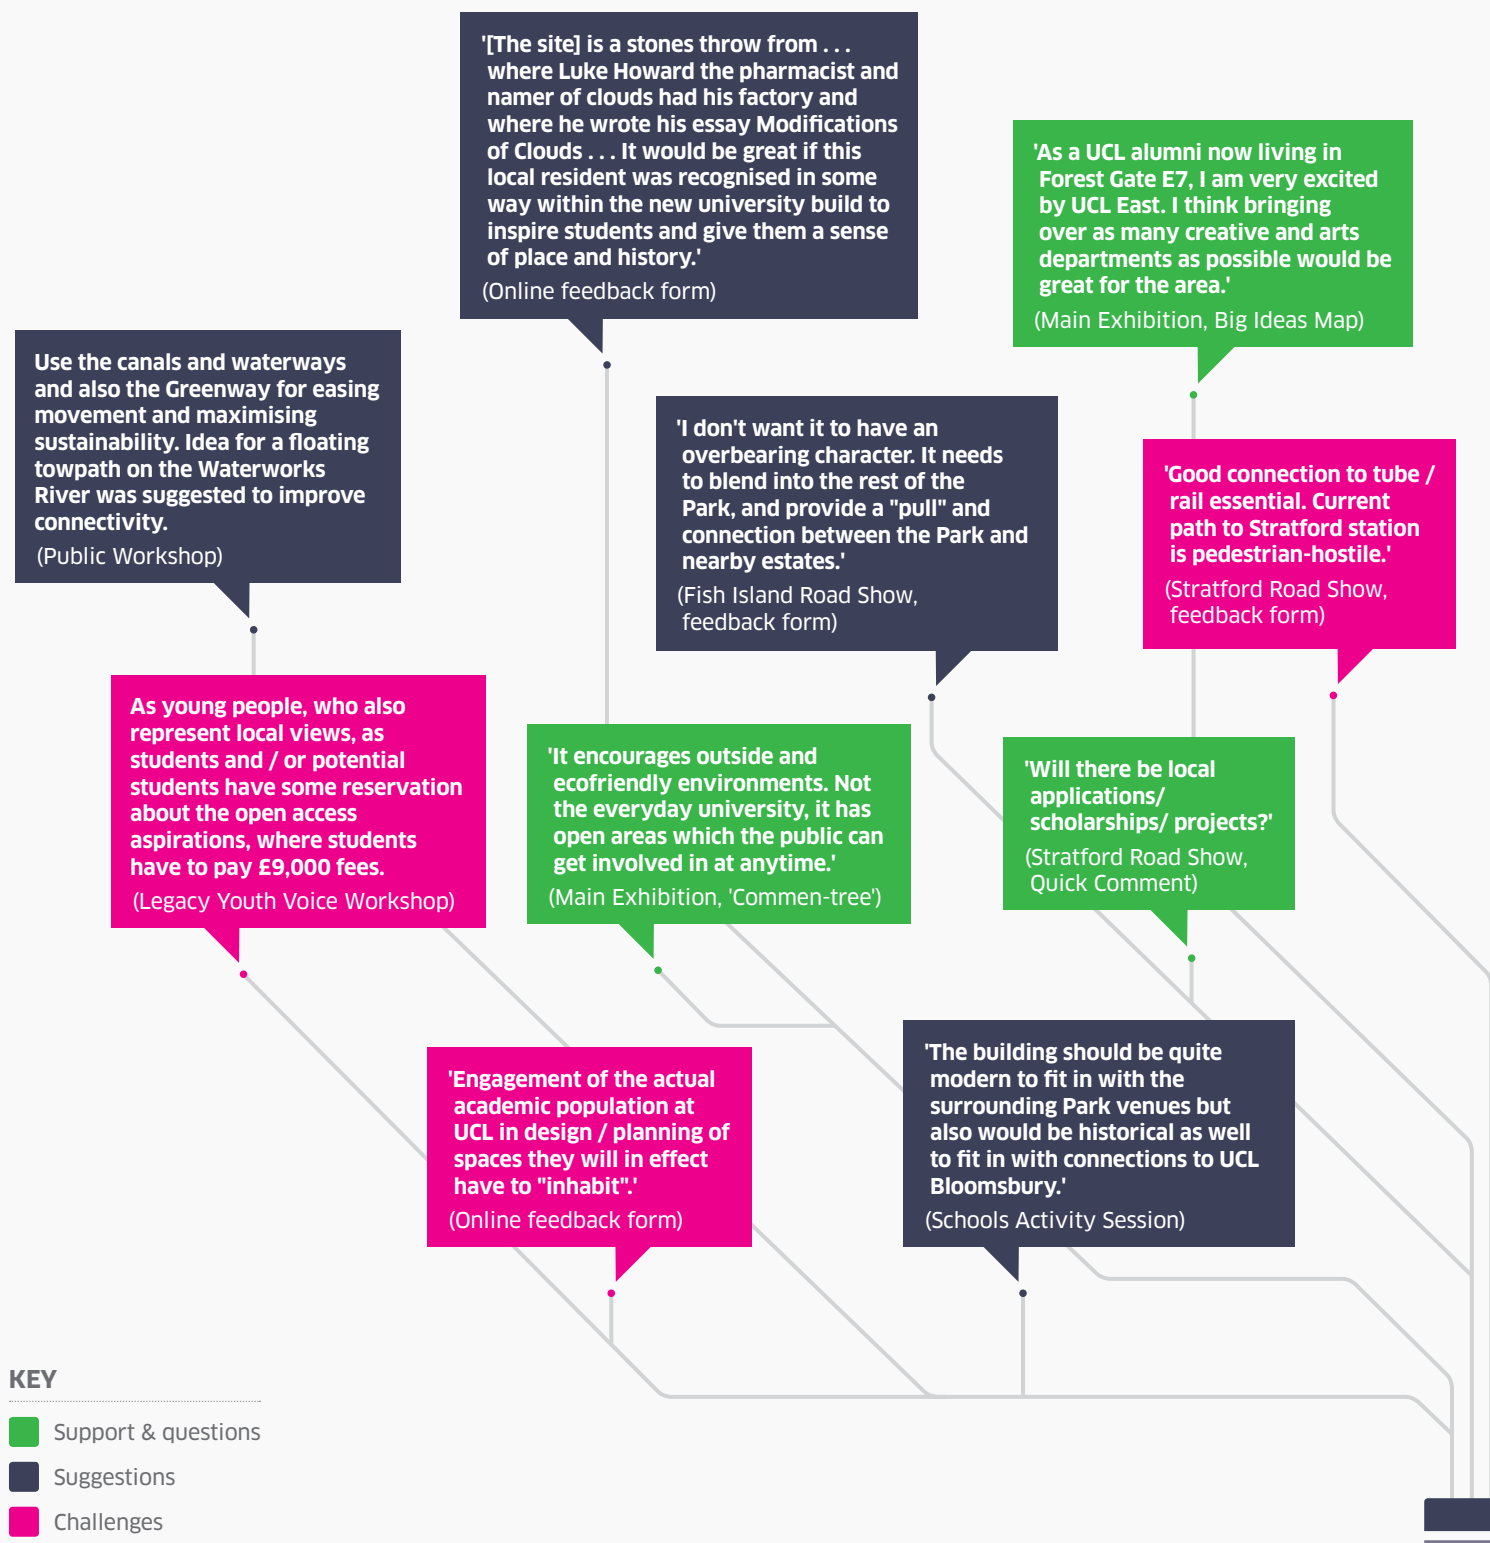 '[The site] is a stones throw from . . .
where Luke Howard the pharmacist and
namer of clouds had his factory and
where he wrote his essay Modifications
of Clouds . . . It would be great if this
local resident was recognised in some
way within the new university build to
inspire students and give them a sense
of place and history.'
(Online feedback form)
'As a UCL alumni now living in
Forest Gate E7, I am very excited
by UCL East. I think bringing
over as many creative and arts
departments as possible would be
great for the area.'
(Main Exhibition, Big Ideas Map)
Use the canals and waterways
and also the Greenway for easing
movement and maximising
sustainability. Idea for a floating
towpath on the Waterworks
River was suggested to improve
connectivity.
(Public Workshop)
'I don't want it to have an
overbearing character. It needs
to blend into the rest of the
Park, and provide a "pull" and
connection between the Park and
nearby estates.'
(Fish Island Road Show,
feedback form)
'Good connection to tube /
rail essential. Current
path to Stratford station
is pedestrian-hostile.'
(Stratford Road Show,
feedback form)
As young people, who also
represent local views, as
students and / or potential
students have some reservation
about the open access
aspirations, where students
have to pay £9,000 fees.
(Legacy Youth Voice Workshop)
'It encourages outside and
ecofriendly environments. Not
the everyday university, it has
open areas which the public can
get involved in at anytime.'
(Main Exhibition, 'Commen-tree')
'Will there be local
applications/
scholarships/ projects?'
(Stratford Road Show,
Quick Comment)
'Engagement of the actual
academic population at
UCL in design / planning of
spaces they will in effect
have to "inhabit".'
(Online feedback form)
'The building should be quite
modern to fit in with the
surrounding Park venues but
also would be historical as well
to fit in with connections to UCL
Bloomsbury.'
(Schools Activity Session)
KEY
Support & questions
Suggestions
Challenges